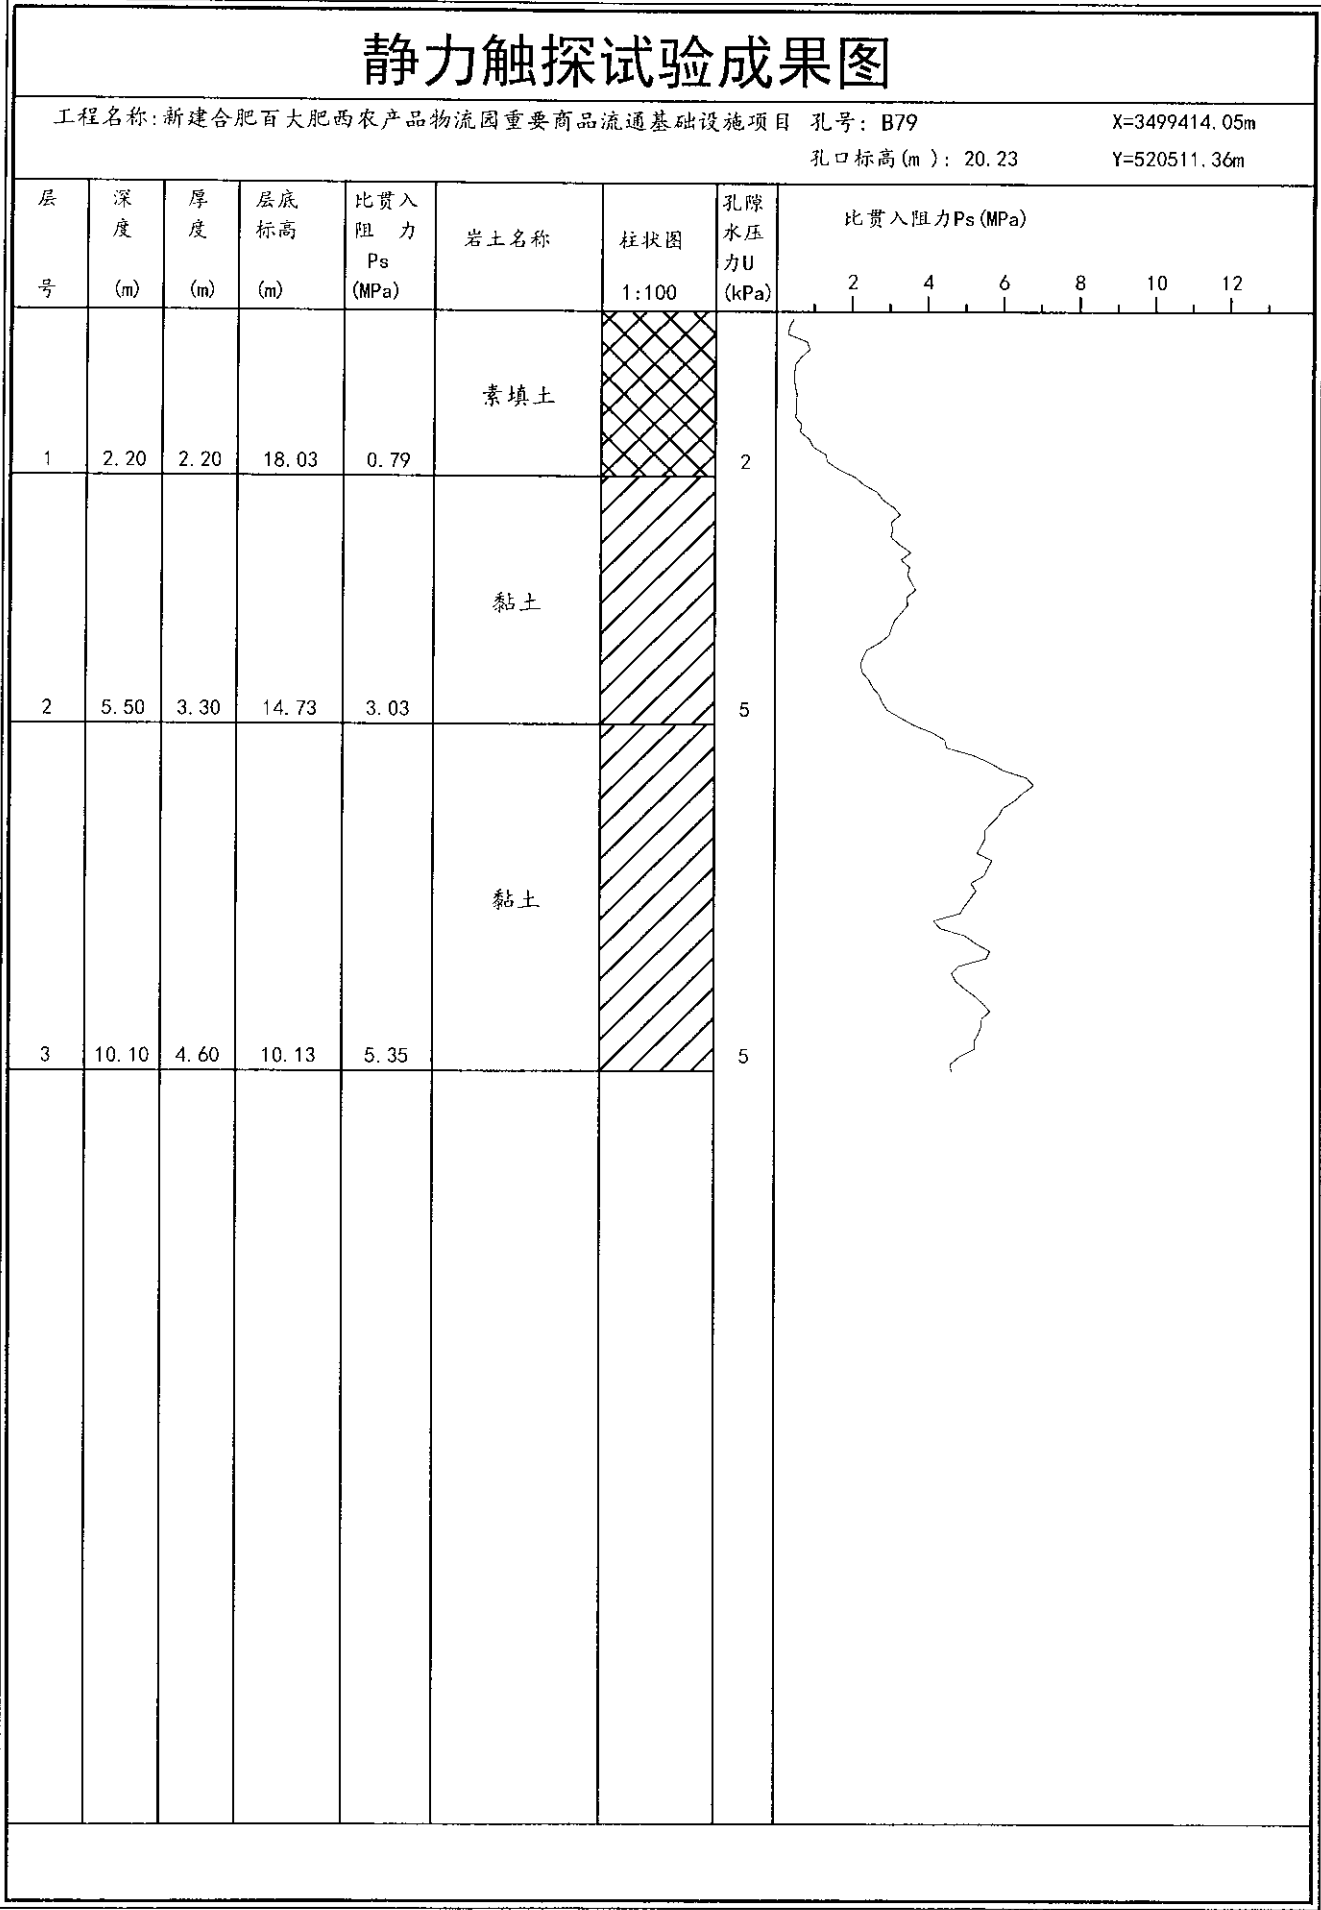 静力触探试验成果图
工程名称:新建合肥百大肥西农产品物流园重要商品流通基础设施项目 孔号: B79 X=3499414.05m
孔口标高(m): 20.23 Y=520511.36m
层号 深度(m) 厚度(m) 层底标高(m) 比贯入阻力Ps(MPa) 岩土名称 柱状图1:100 孔隙水压力U(kPa) 比贯入阻力Ps(MPa)
2 4 6 8 10 12
素填土
1 2.20 2.20 18.03 0.79 2
黏土
2 5.50 3.30 14.73 3.03 5
黏土
3 10.10 4.60 10.13 5.35 5